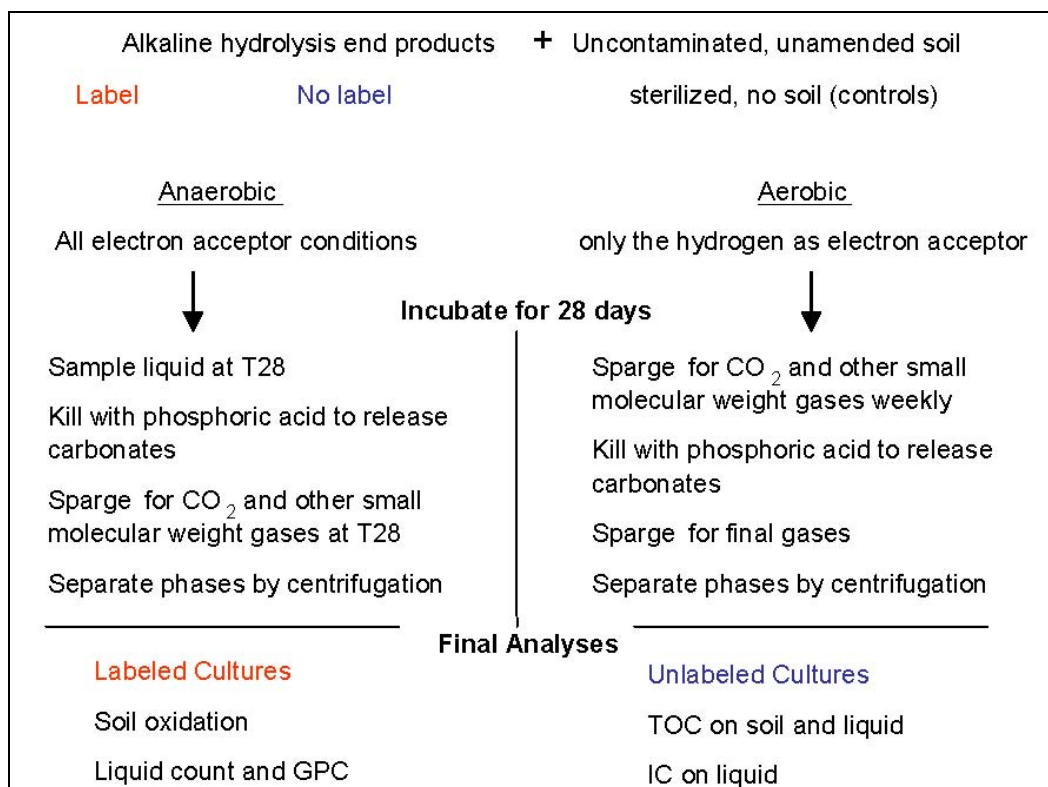 Alkaline hydrolysis end products + Uncontaminated, unamended soil
Label No label sterilized, no soil (controls)
Anaerobic
All electron acceptor conditions
Aerobic
only the hydrogen as electron acceptor
Incubate for 28 days
Sample liquid at T28
Kill with phosphoric acid to release
carbonates
Sparge for CO2 and other small
molecular weight gases at T28
Separate phases by centrifugation
Sparge for CO2 and other small
molecular weight gases weekly
Kill with phosphoric acid to release
carbonates
Sparge for final gases
Separate phases by centrifugation
Final Analyses
Labeled Cultures
Soil oxidation
Liquid count and GPC
Unlabeled Cultures
TOC on soil and liquid
IC on liquid